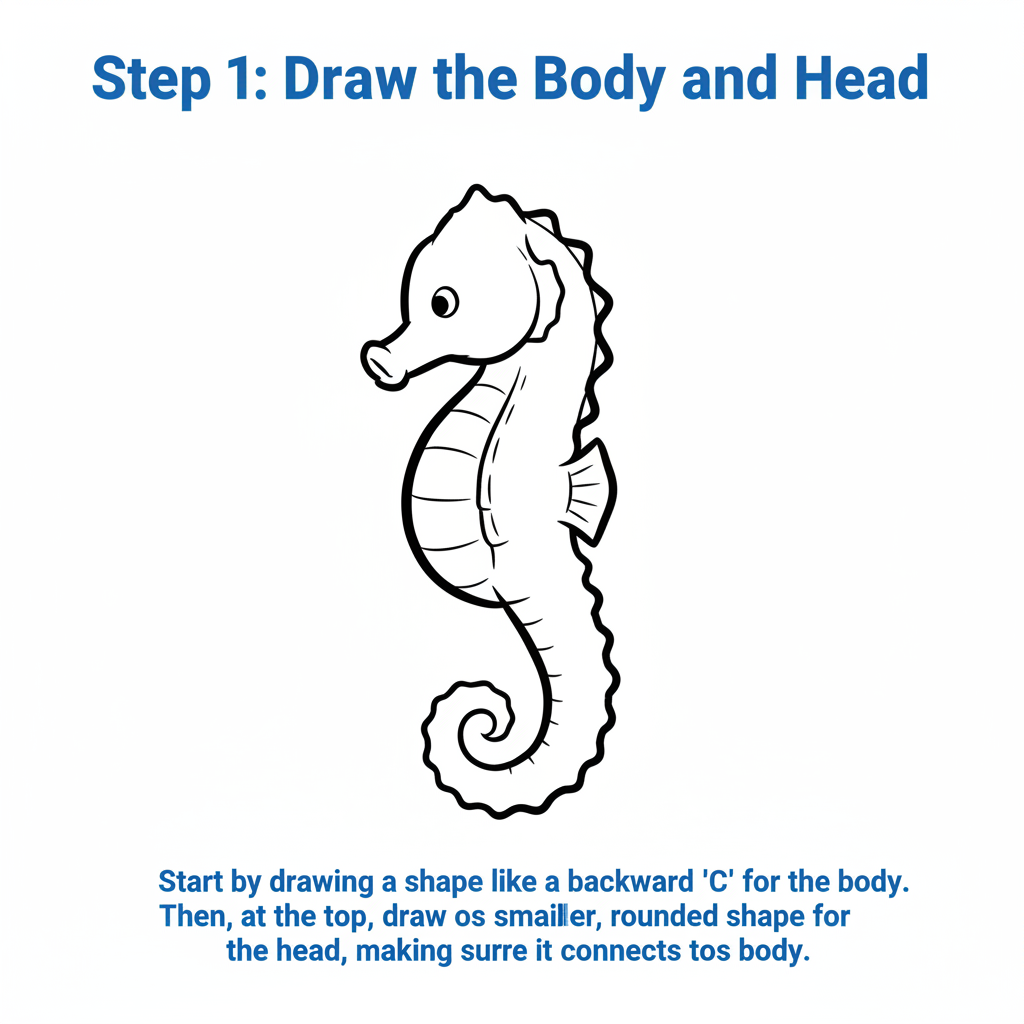 Step 1: Draw the Body and Head
Start by drawing a shape like a backward 'C' for the body.
Then, at the top, draw os smailler, rounded shape for
the head, making surre it connects tos body.